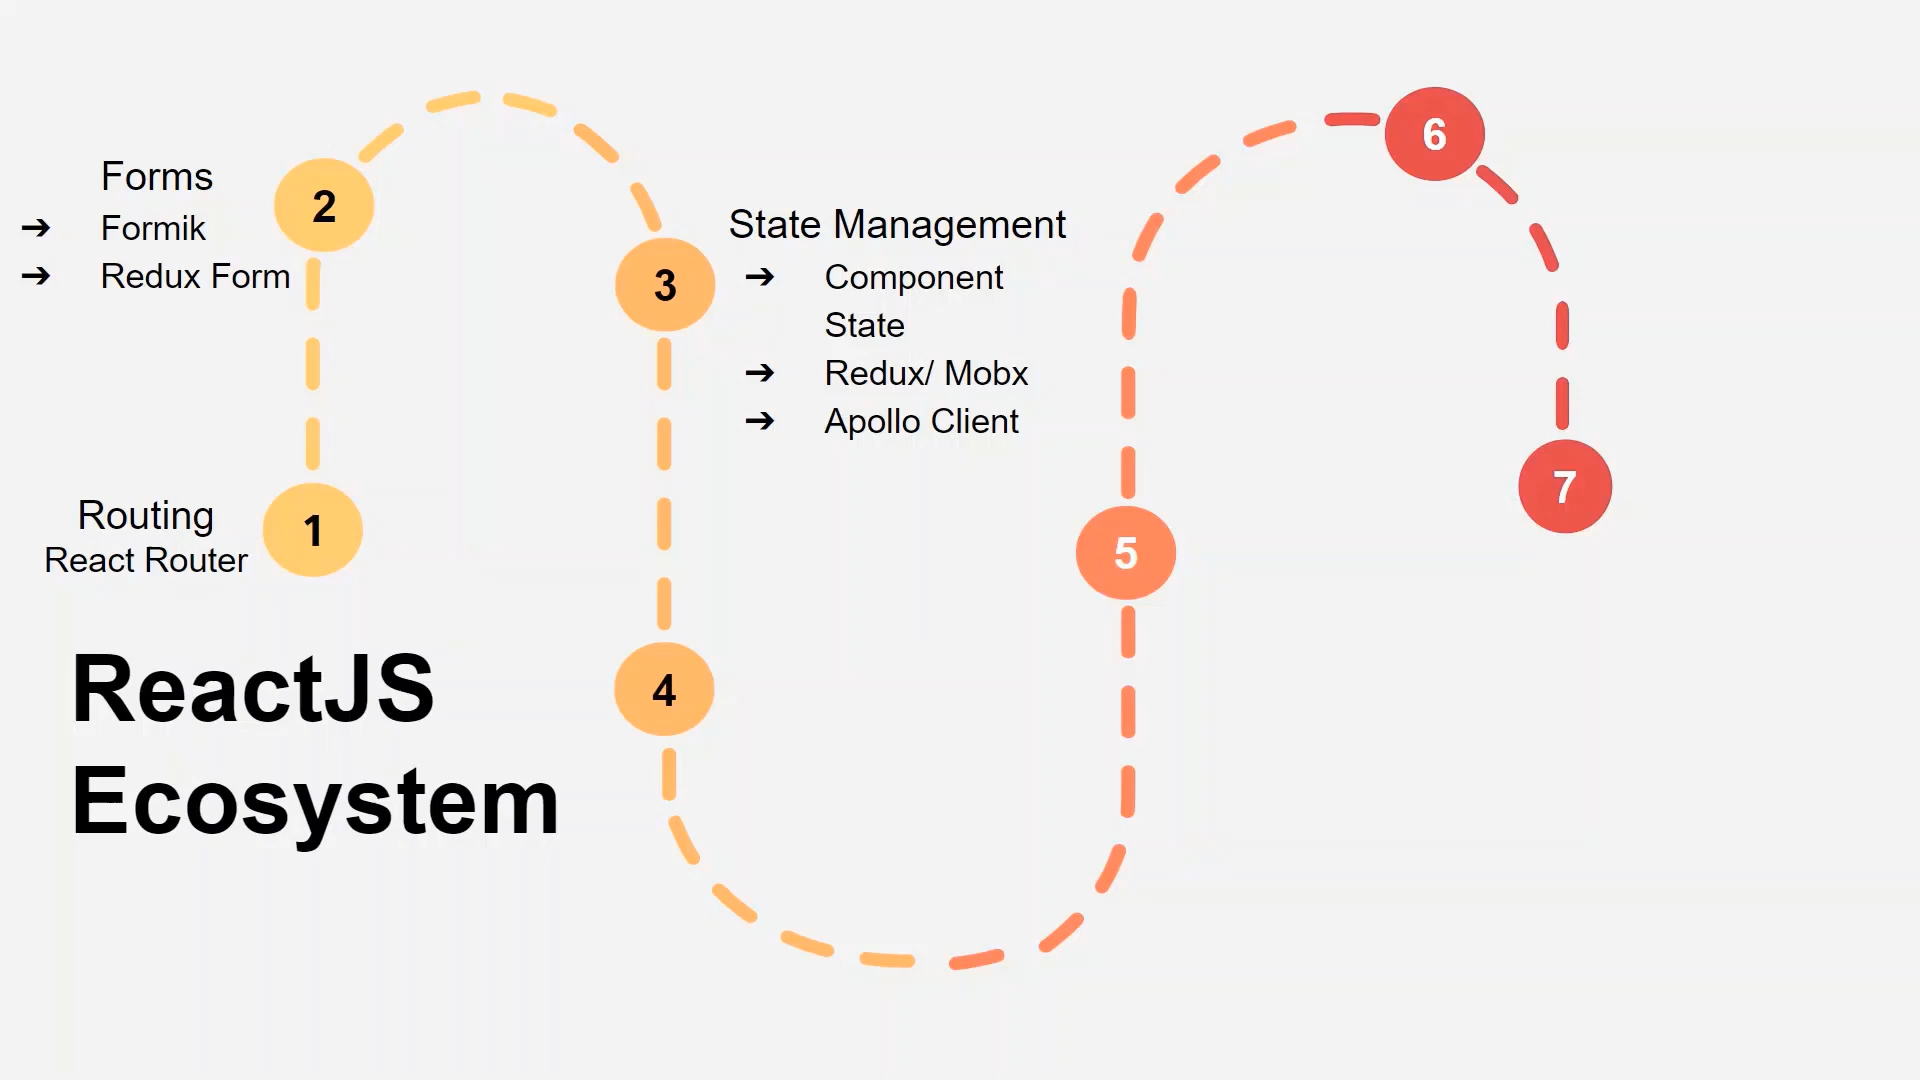 Forms
➔ Formik
➔ Redux Form
2
Routing
React Router
1
ReactJS
Ecosystem
3
State Management
➔ Component
State
➔ Redux/ Mobx
➔ Apollo Client
4
5
6
7